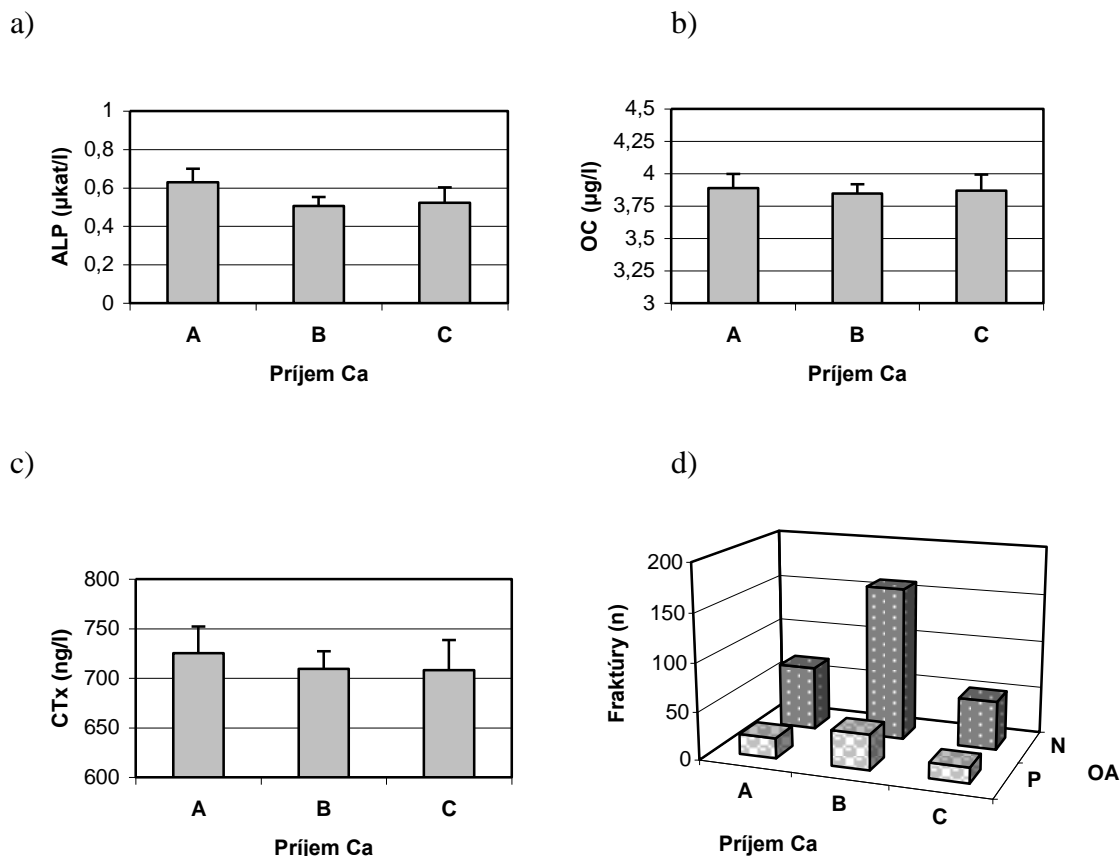 a)
b)
1
0,8
0,6
0,4
0,2
0
ALP (µkat/l)
A B C
Príjem Ca
4,5
4,25
4
3,75
3,5
3,25
3
OC (µg/l)
A B C
Príjem Ca
c)
d)
800
750
700
650
600
CTx (ng/l)
A B C
Príjem Ca
200
150
100
50
0
Fraktúry (n)
A B C
P N
OA
Príjem Ca